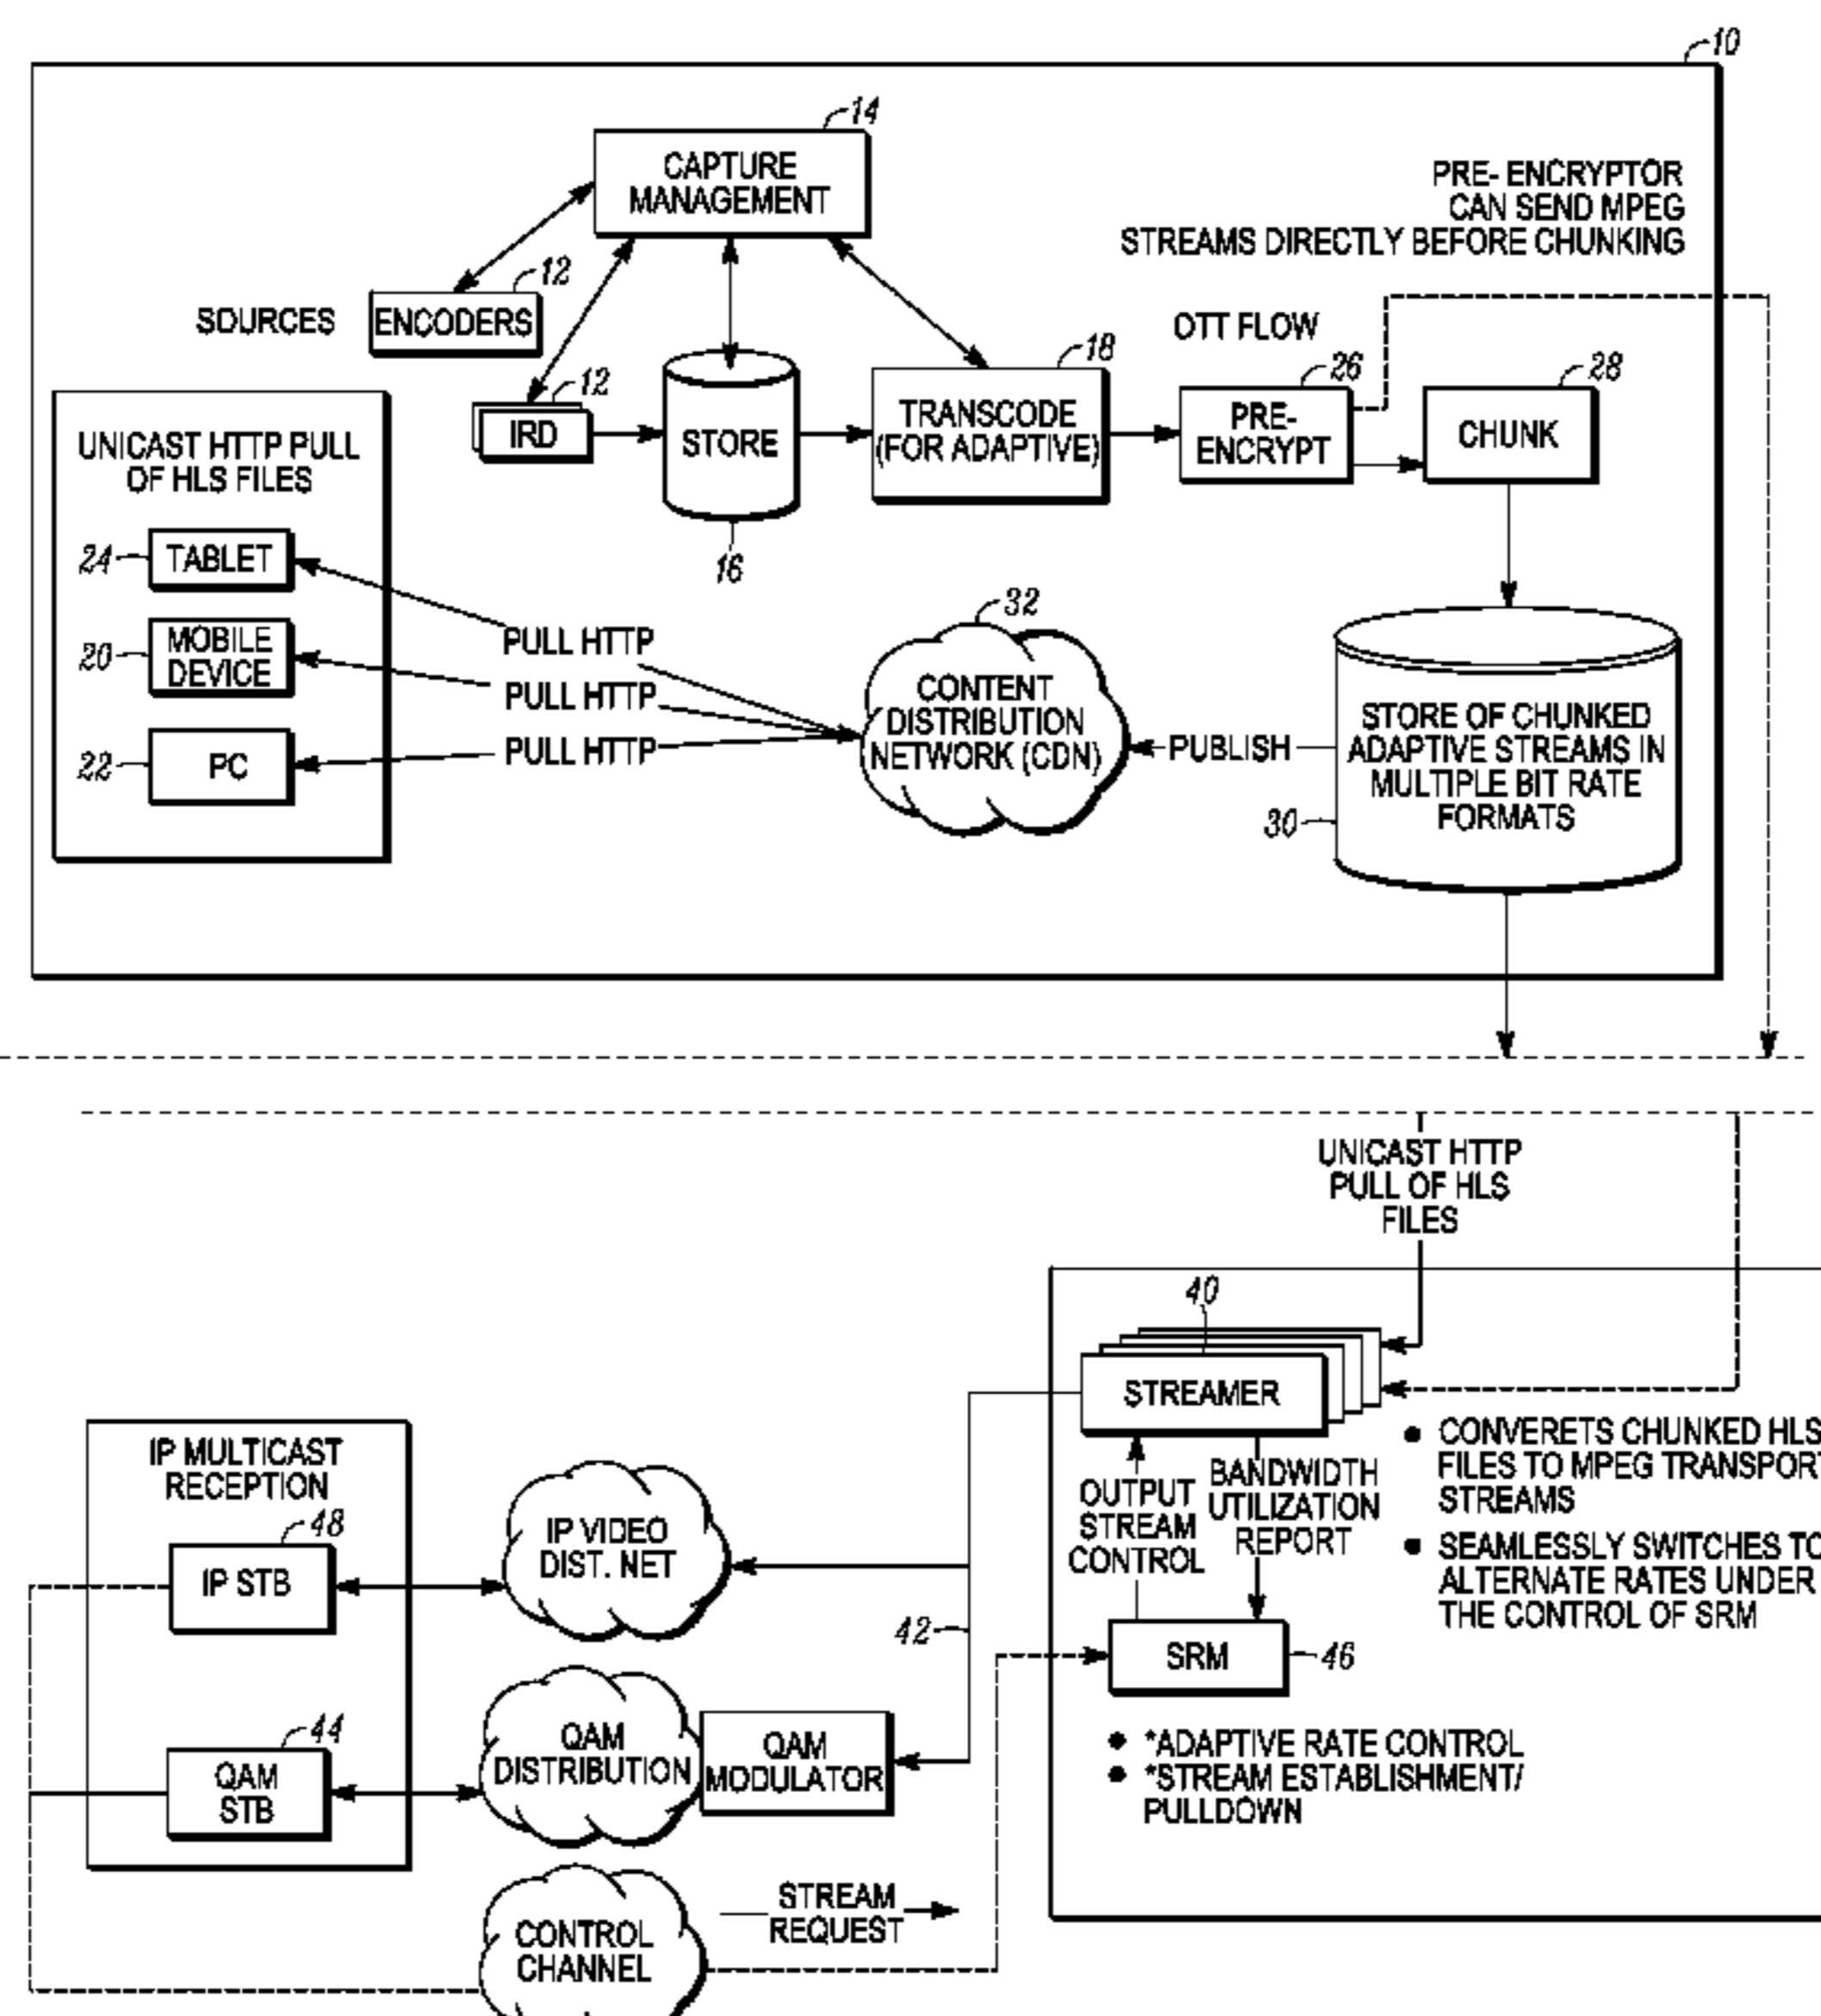 10
14
CAPTURE
MANAGEMENT
PRE- ENCRYPTOR
CAN SEND MPEG
STREAMS DIRECTLY BEFORE CHUNKING
12
SOURCES
ENCODERS
OTT FLOW
12
IRD
STORE
16
18
TRANSCODE
(FOR ADAPTIVE)
26
PRE-
ENCRYPT
28
CHUNK
UNICAST HTTP PULL
OF HLS FILES
24
TABLET
20
MOBILE
DEVICE
22
PC
PULL HTTP
PULL HTTP
PULL HTTP
32
CONTENT
DISTRIBUTION
NETWORK (CDN)
PUBLISH
STORE OF CHUNKED
ADAPTIVE STREAMS IN
MULTIPLE BIT RATE
FORMATS
30
UNICAST HTTP
PULL OF HLS
FILES
40
STREAMER
OUTPUT
STREAM
CONTROL
BANDWIDTH
UTILIZATION
REPORT
● CONVERETS CHUNKED HLS
FILES TO MPEG TRANSPORT
STREAMS
● SEAMLESSLY SWITCHES TO
ALTERNATE RATES UNDER
THE CONTROL OF SRM
SRM
46
● *ADAPTIVE RATE CONTROL
● *STREAM ESTABLISHMENT/
PULLDOWN
IP MULTICAST
RECEPTION
48
IP STB
44
QAM
STB
IP VIDEO
DIST. NET
42
QAM
DISTRIBUTION
QAM
MODULATOR
CONTROL
CHANNEL
STREAM
REQUEST